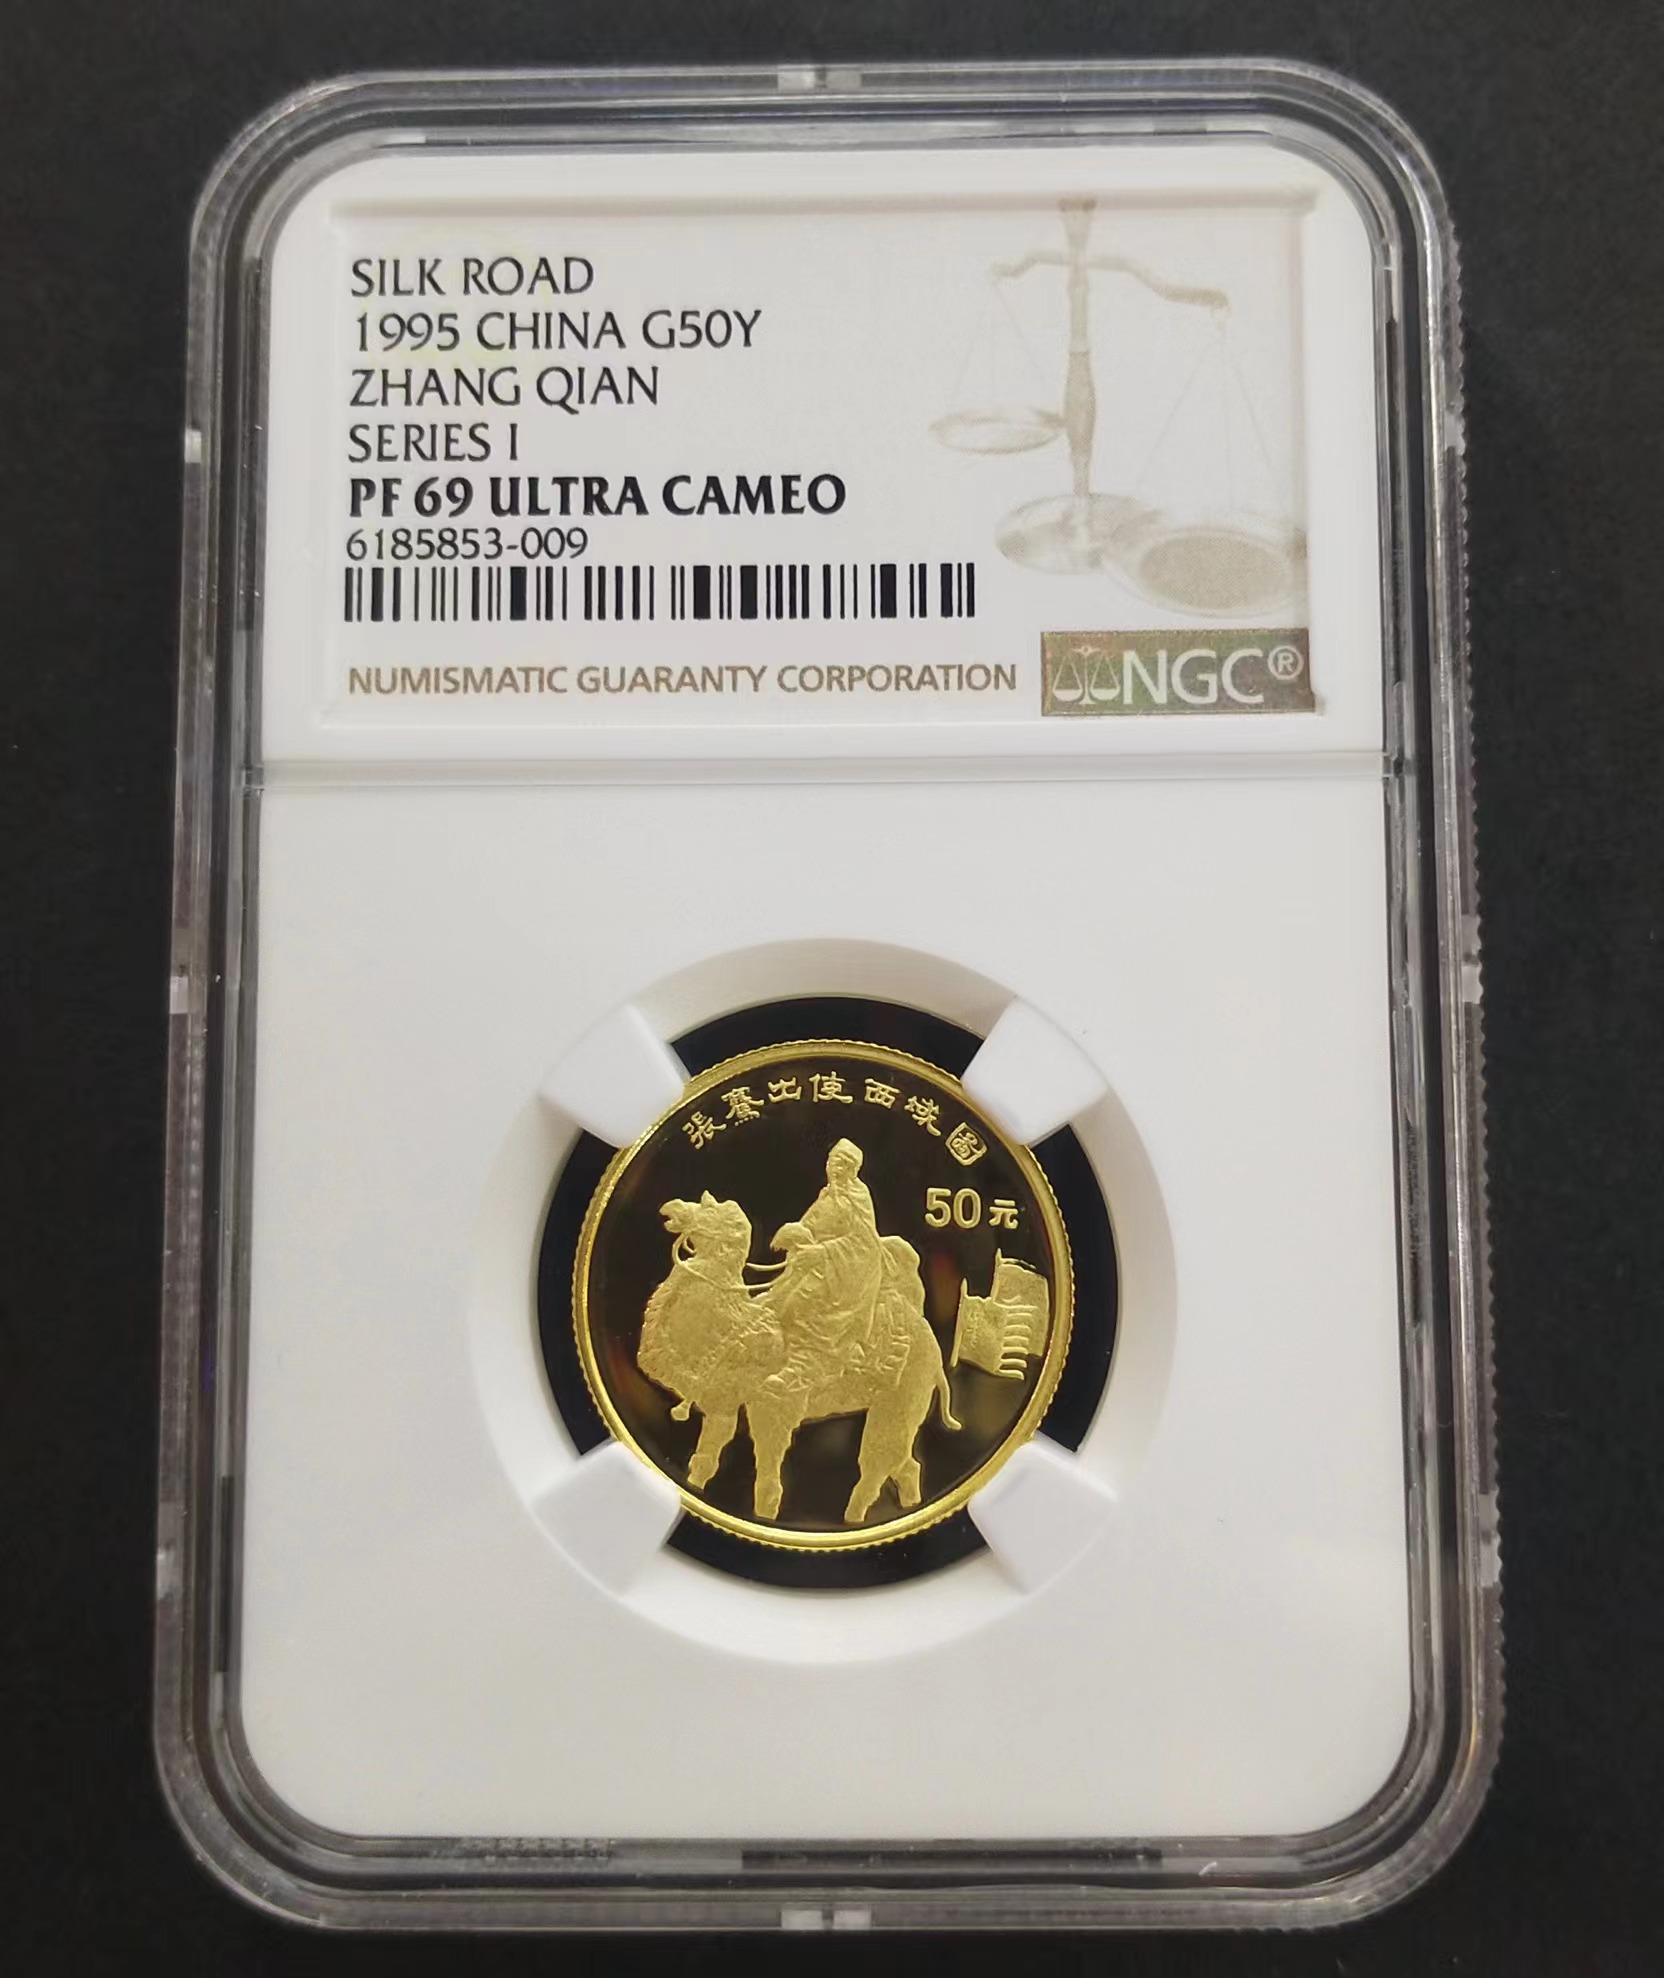 SILK ROAD
1995 CHINA G50Y
ZHANG QIAN
SERIES I
PF 69 ULTRA CAMEO
6185853-009
NUMISMATIC GUARANTY CORPORATION
NGC®
張騫出使西域圖
50元